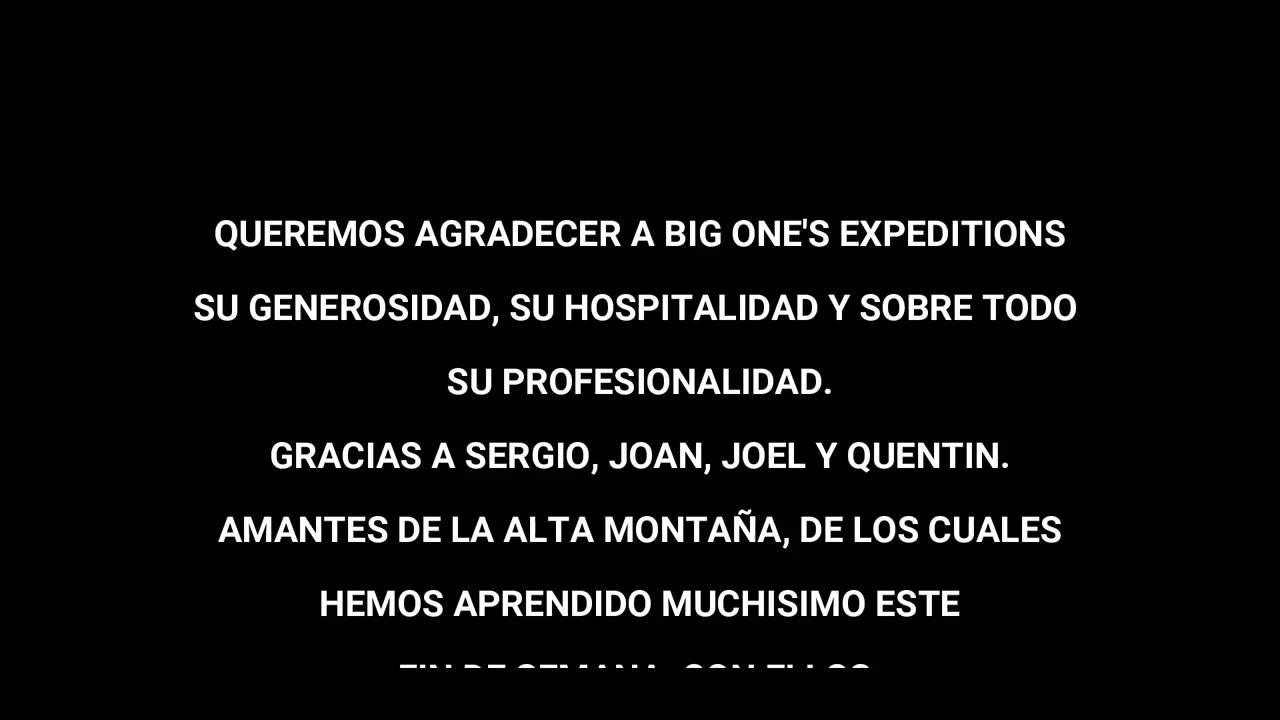 QUEREMOS AGRADECER A BIG ONE'S EXPEDITIONS
SU GENEROSIDAD, SU HOSPITALIDAD Y SOBRE TODO
SU PROFESIONALIDAD.
GRACIAS A SERGIO, JOAN, JOEL Y QUENTIN.
AMANTES DE LA ALTA MONTAÑA, DE LOS CUALES
HEMOS APRENDIDO MUCHISIMO ESTE